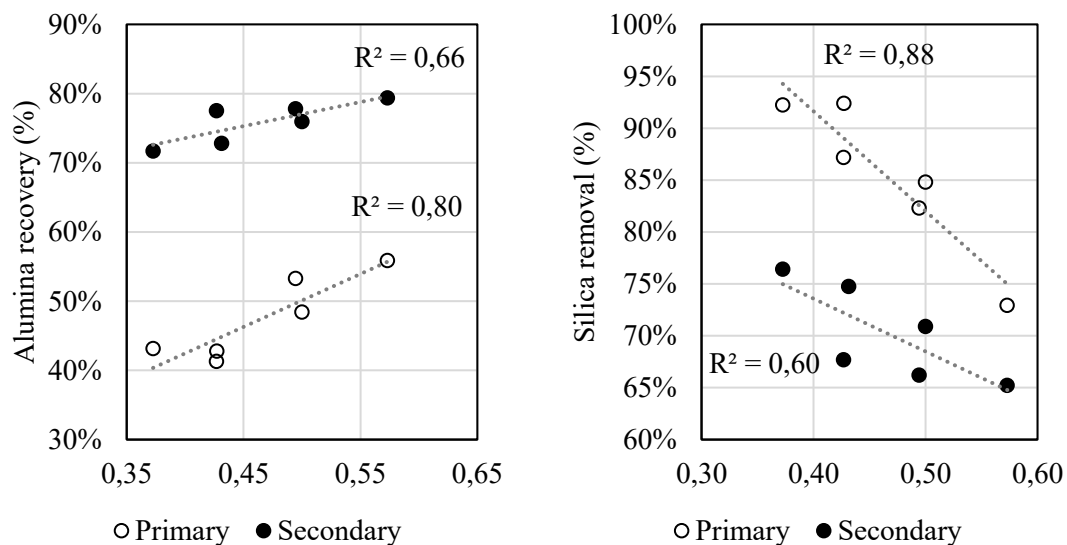 Alumina recovery (%)
90%
80%
70%
60%
50%
40%
30%
R² = 0,66
R² = 0,80
0,35 0,45 0,55 0,65
Primary Secondary
Silica removal (%)
100%
95%
90%
85%
80%
75%
70%
65%
60%
R² = 0,88
R² = 0,60
0,30 0,40 0,50 0,60
Primary Secondary